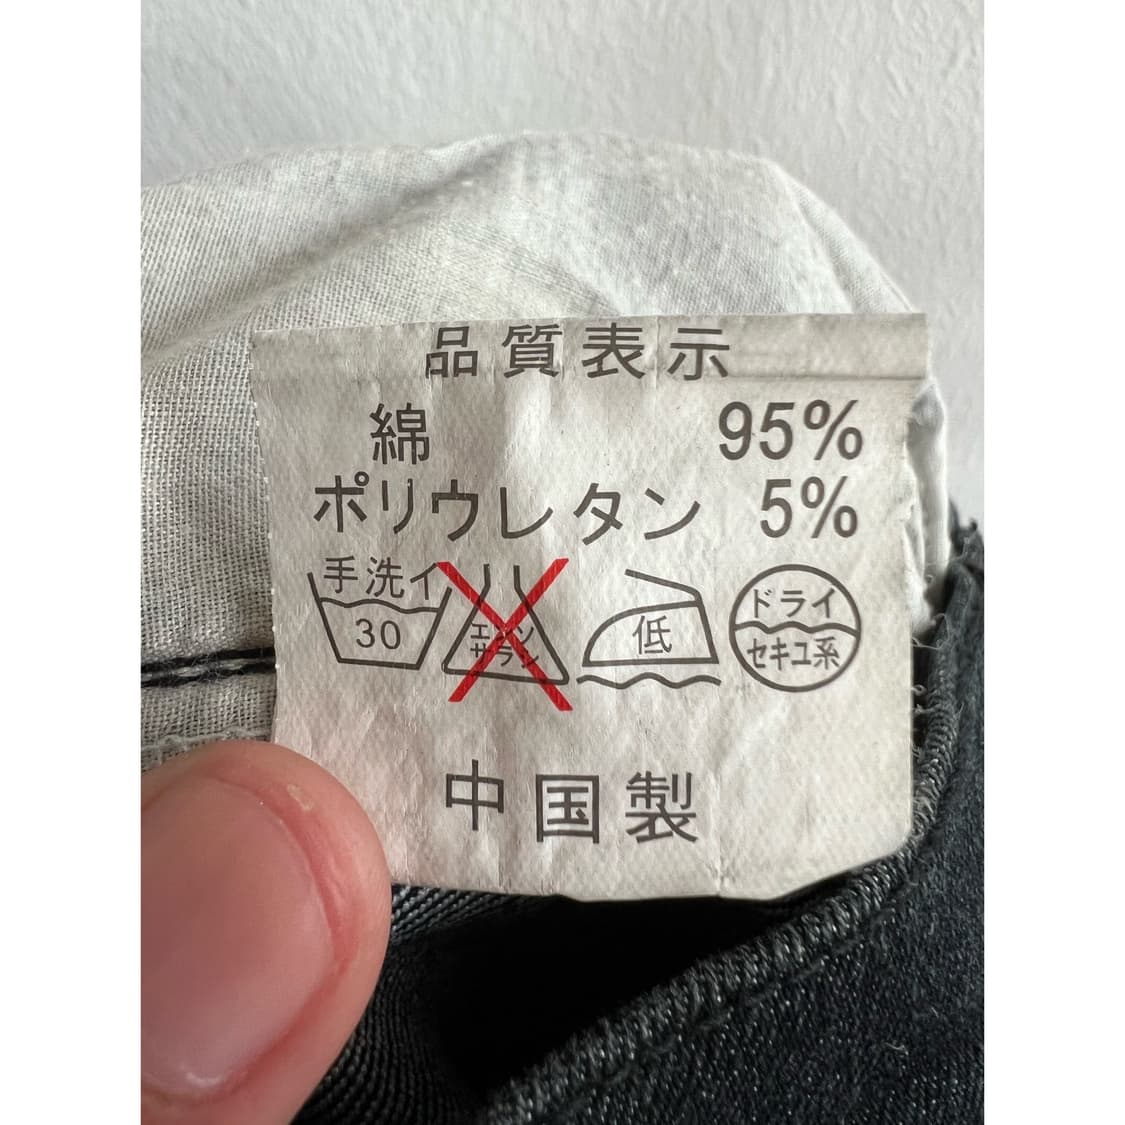 品質表示
綿 95%
ポリウレタン 5%
手洗イ
30
エンソ
サラシ
低
ドライ
セキユ系
中国製